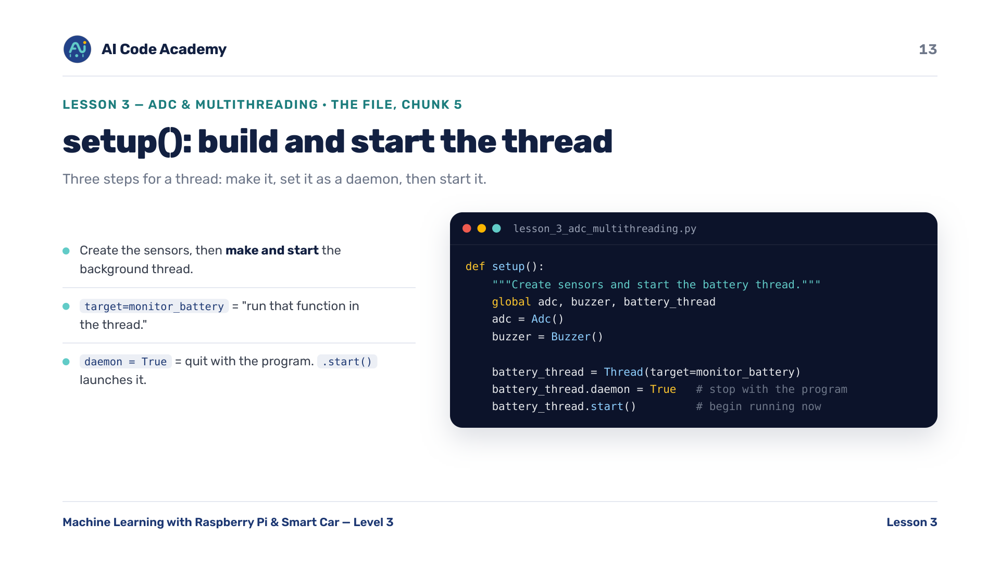 AI Code Academy
13
LESSON 3 — ADC & MULTITHREADING • THE FILE, CHUNK 5
setup(): build and start the thread
Three steps for a thread: make it, set it as a daemon, then start it.
Create the sensors, then make and start the
background thread.
target=monitor_battery = "run that function in
the thread."
daemon = True = quit with the program. .start()
launches it.
lesson_3_adc_multithreading.py
def setup():
    """Create sensors and start the battery thread."""
    global adc, buzzer, battery_thread
    adc = Adc()
    buzzer = Buzzer()
    battery_thread = Thread(target=monitor_battery)
    battery_thread.daemon = True   # stop with the program
    battery_thread.start()         # begin running now
Machine Learning with Raspberry Pi & Smart Car — Level 3
Lesson 3